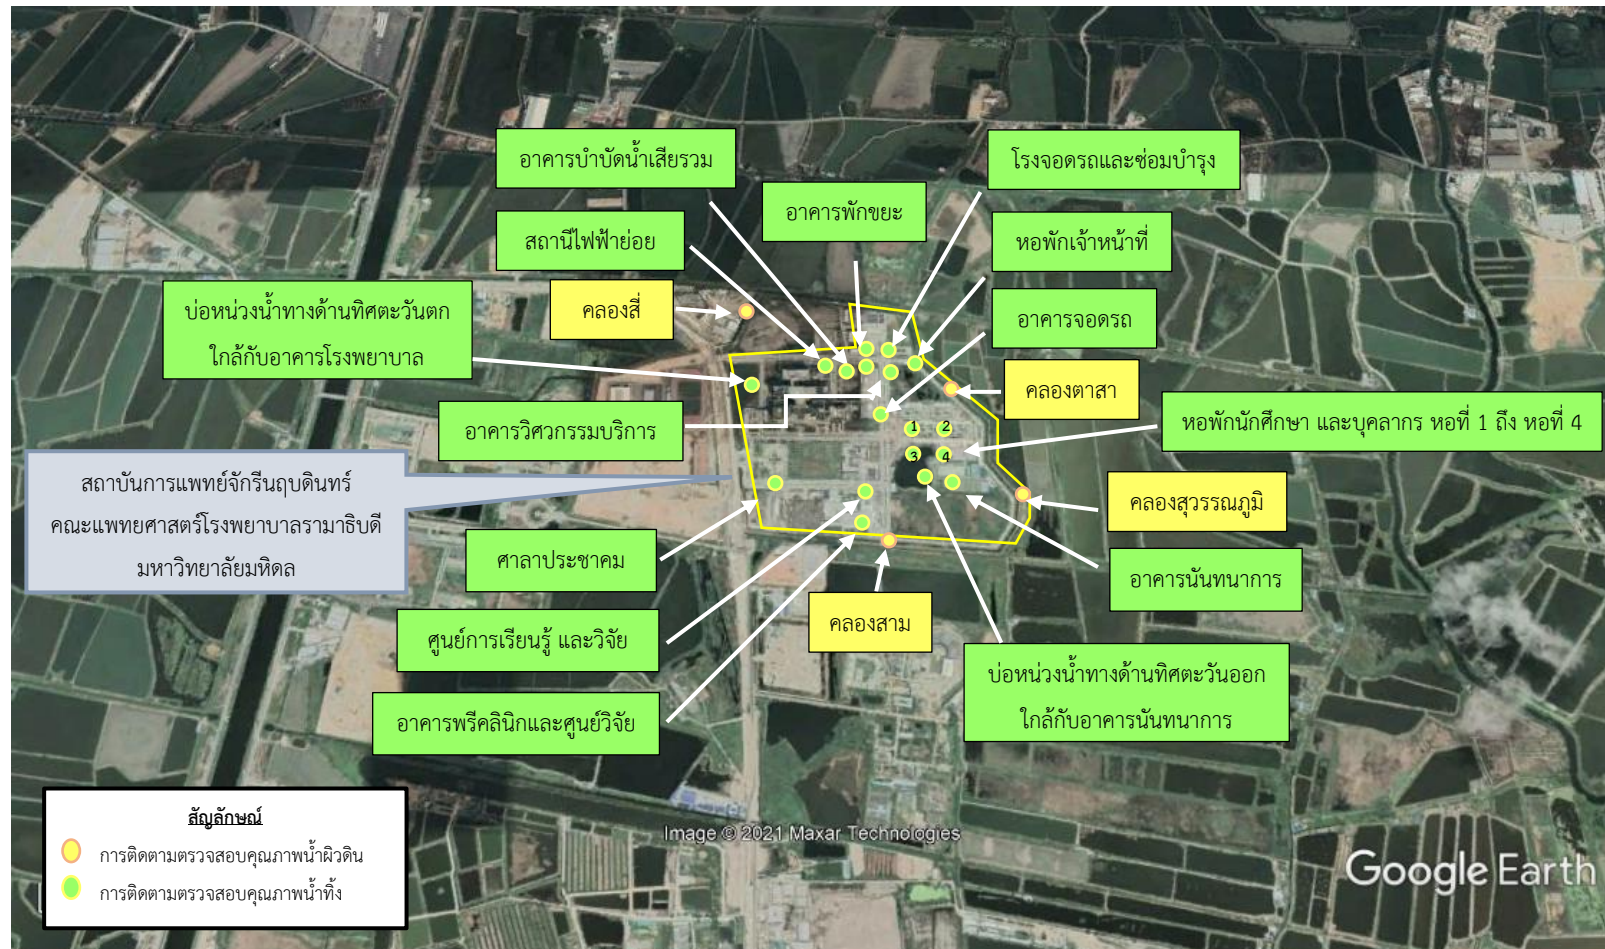 อาคารบำบัดน้ำเสียรวม
โรงจอดรถและซ่อมบำรุง
อาคารพักขยะ
สถานีไฟฟ้าย่อย
หอพักเจ้าหน้าที่
บ่อหน่วงน้ำทางด้านทิศตะวันตก
ใกล้กับอาคารโรงพยาบาล
คลองสี่
อาคารจอดรถ
คลองตาสา
อาคารวิศวกรรมบริการ
หอพักนักศึกษา และบุคลากร หอที่ 1 ถึง หอที่ 4
1
2
3
4
สถาบันการแพทย์จักรีนฤบดินทร์
คณะแพทยศาสตร์โรงพยาบาลรามาธิบดี
มหาวิทยาลัยมหิดล
คลองสุวรรณภูมิ
ศาลาประชาคม
อาคารนันทนาการ
คลองสาม
ศูนย์การเรียนรู้ และวิจัย
บ่อหน่วงน้ำทางด้านทิศตะวันออก
ใกล้กับอาคารนันทนาการ
อาคารพรีคลินิกและศูนย์วิจัย
สัญลักษณ์
การติดตามตรวจสอบคุณภาพน้ำผิวดิน
การติดตามตรวจสอบคุณภาพน้ำทิ้ง
Image © 2021 Maxar Technologies
Google Earth